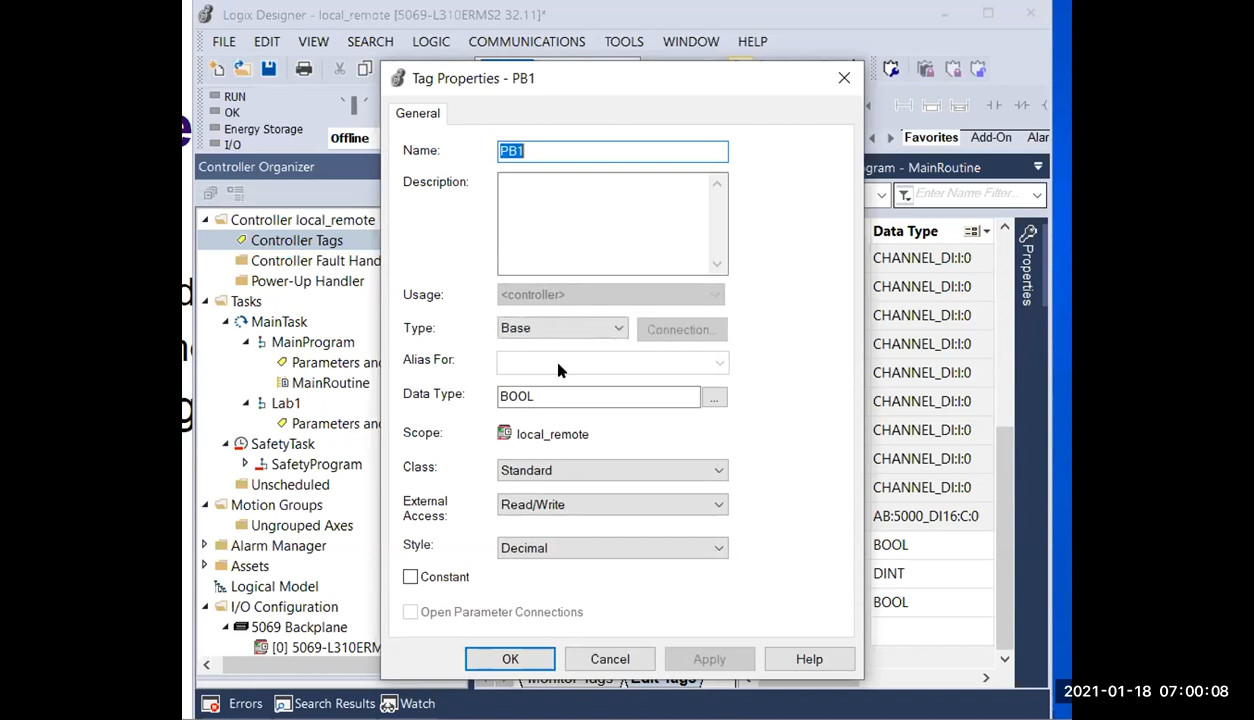 Logix Designer - local_remote [5069-L310ERMS2 32.11]*
FILE EDIT VIEW SEARCH LOGIC COMMUNICATIONS TOOLS WINDOW HELP
RUN
OK
Energy Storage
I/O
Offline
Favorites Add-On Alar
Controller Organizer
gram - MainRoutine
Enter Name Filter...
Controller local_remote
Controller Tags
Controller Fault Hand
Power-Up Handler
Tasks
MainTask
MainProgram
Parameters an
MainRoutine
Lab1
Parameters an
SafetyTask
SafetyProgram
Unscheduled
Motion Groups
Ungrouped Axes
Alarm Manager
Assets
Logical Model
I/O Configuration
5069 Backplane
[0] 5069-L310ERM
Tag Properties - PB1
General
Name: PB1
Description:
Usage: <controller>
Type: Base Connection...
Alias For:
Data Type: BOOL ...
Scope: local_remote
Class: Standard
External
Access: Read/Write
Style: Decimal
Constant
Open Parameter Connections
OK Cancel Apply Help
Data Type
CHANNEL_DI:I:0
CHANNEL_DI:I:0
CHANNEL_DI:I:0
CHANNEL_DI:I:0
CHANNEL_DI:I:0
CHANNEL_DI:I:0
CHANNEL_DI:I:0
CHANNEL_DI:I:0
CHANNEL_DI:I:0
AB:5000_DI16:C:0
BOOL
DINT
BOOL
Properties
Monitor Tags Edit Tags
Errors Search Results Watch
2021-01-18 07:00:08